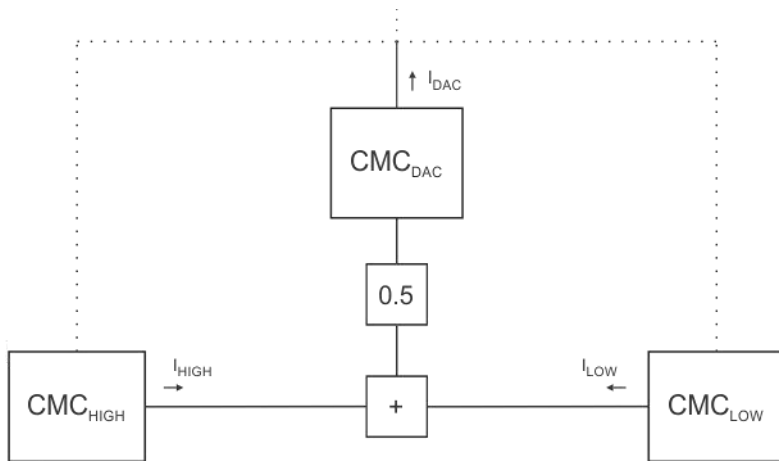 I_DAC
CMC_DAC
0.5
I_HIGH
I_LOW
CMC_HIGH
+
CMC_LOW